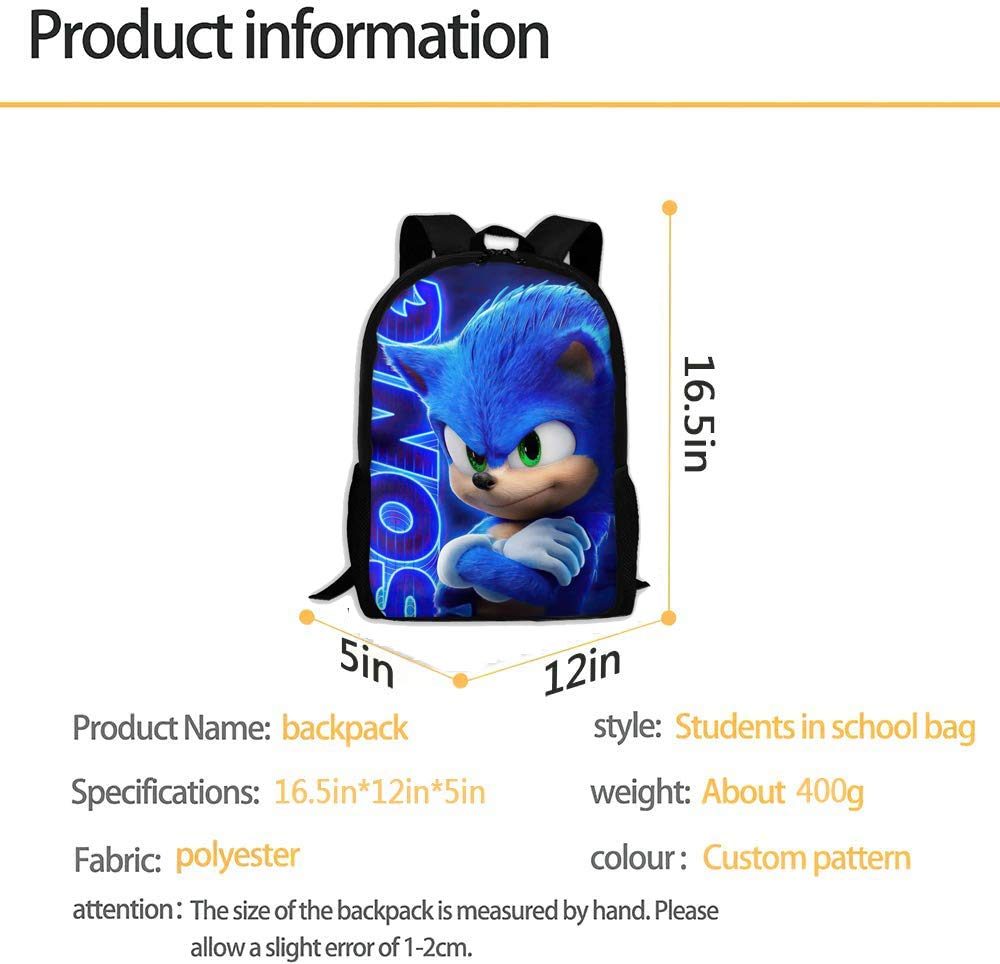 Product information
SONIC
16.5in
5in
12in
Product Name: backpack
style: Students in school bag
Specifications: 16.5in*12in*5in
weight: About 400g
Fabric: polyester
colour: Custom pattern
attention: The size of the backpack is measured by hand. Please
allow a slight error of 1-2cm.